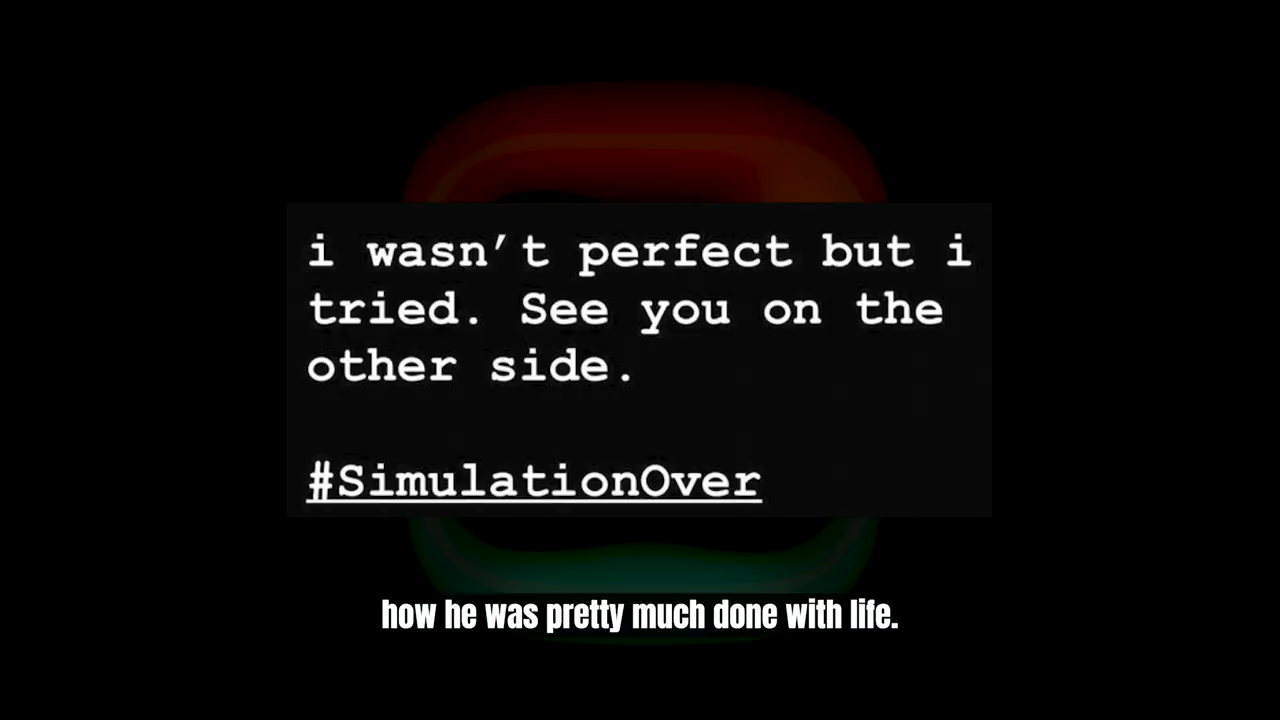 i wasn’t perfect but i
tried. See you on the
other side.
#SimulationOver
how he was pretty much done with life.